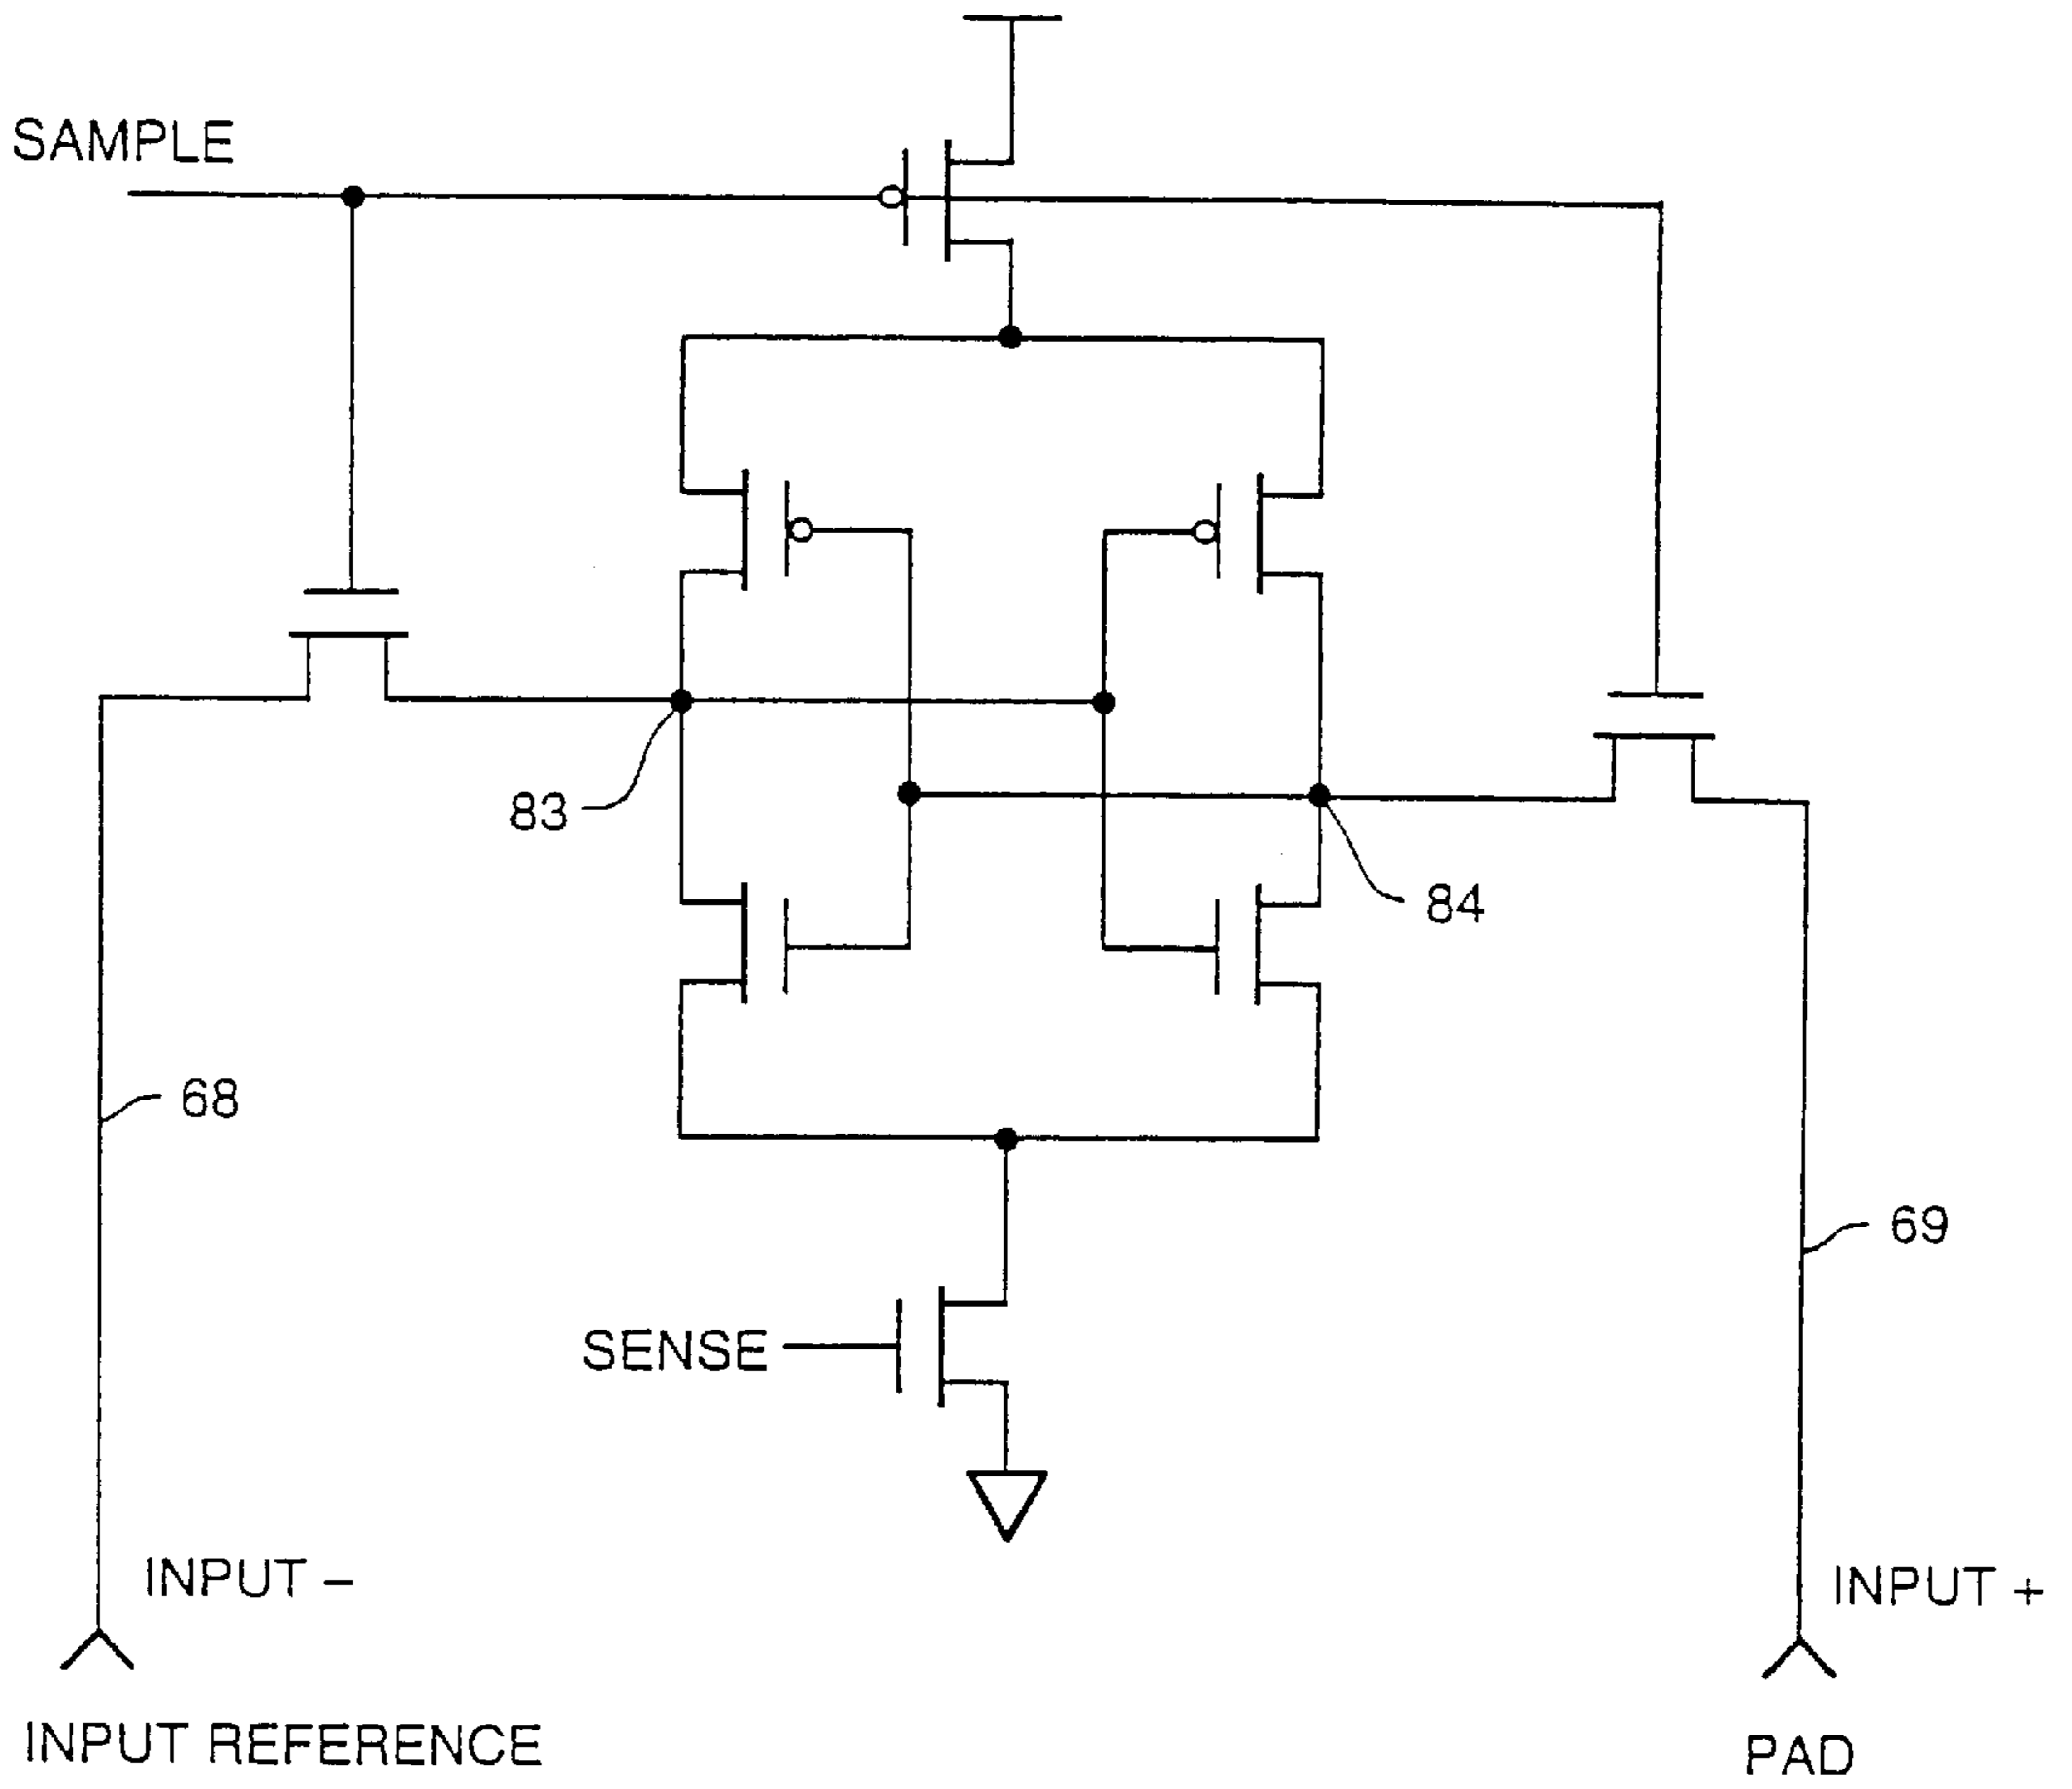 SAMPLE
83
84
68
69
SENSE
INPUT –
INPUT +
INPUT REFERENCE
PAD